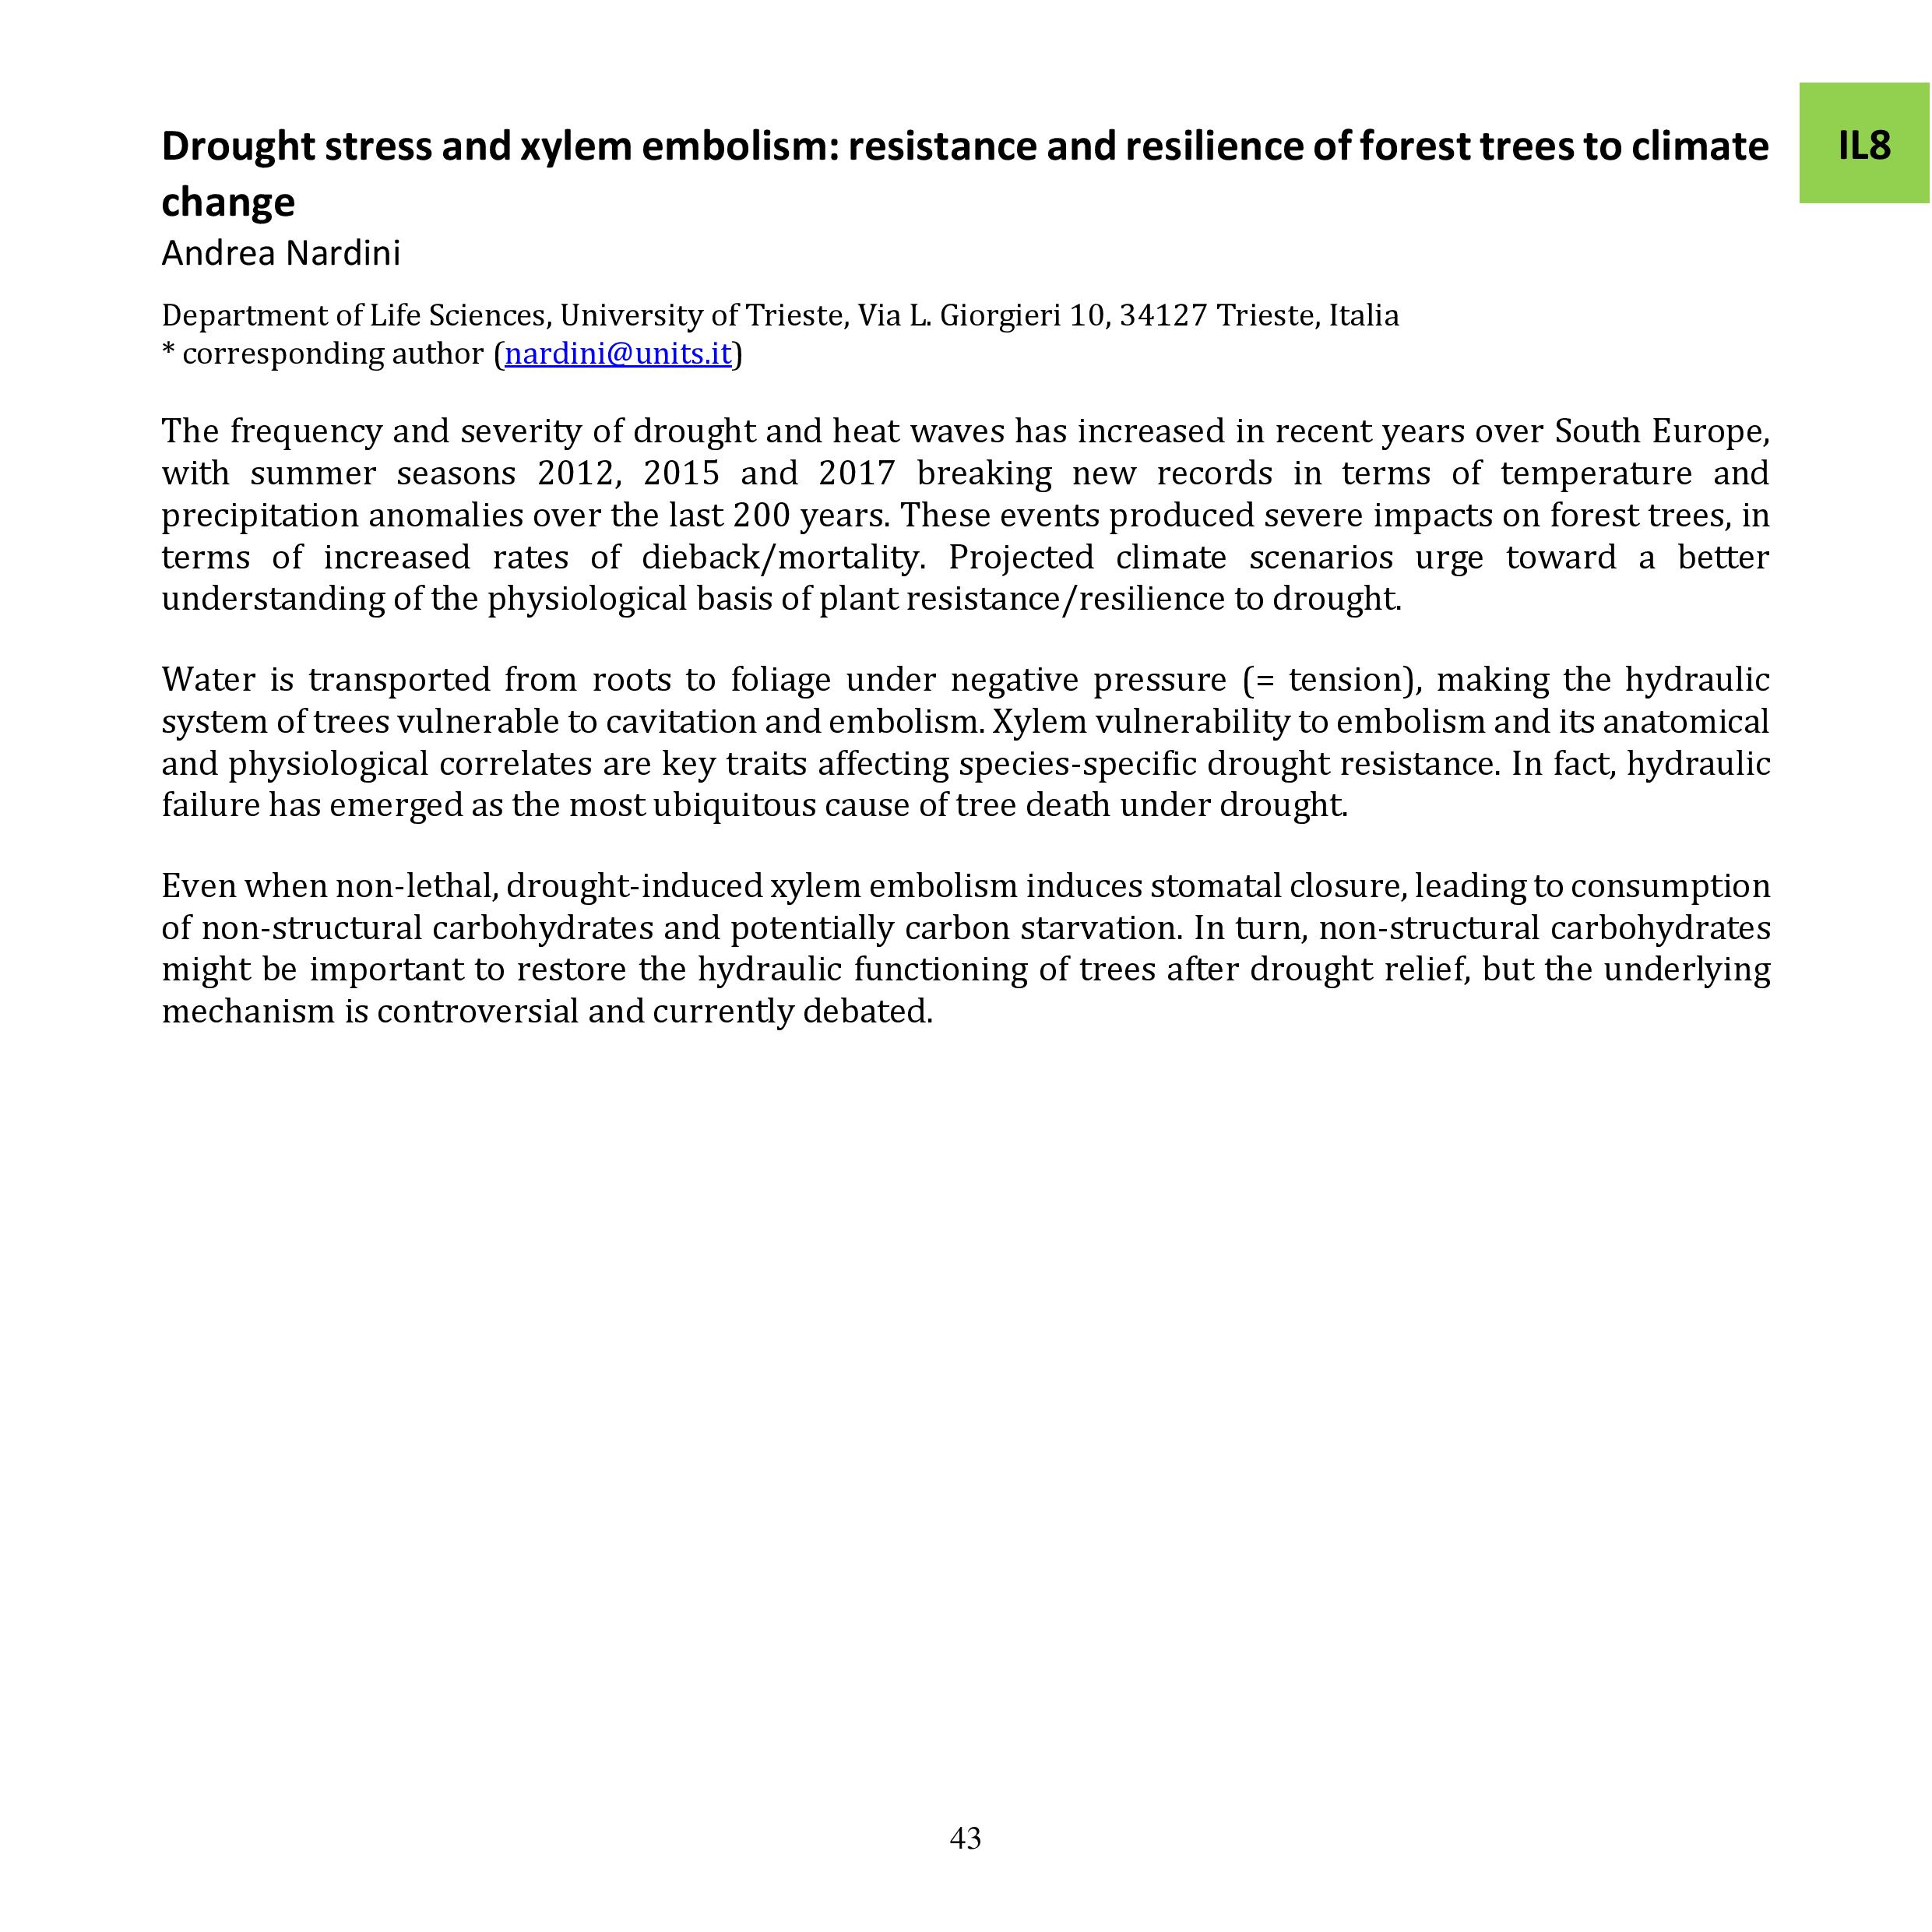 Drought stress and xylem embolism: resistance and resilience of forest trees to climate
change
IL8
Andrea Nardini
Department of Life Sciences, University of Trieste, Via L. Giorgieri 10, 34127 Trieste, Italia
* corresponding author (nardini@units.it)
The frequency and severity of drought and heat waves has increased in recent years over South Europe,
with summer seasons 2012, 2015 and 2017 breaking new records in terms of temperature and
precipitation anomalies over the last 200 years. These events produced severe impacts on forest trees, in
terms of increased rates of dieback/mortality. Projected climate scenarios urge toward a better
understanding of the physiological basis of plant resistance/resilience to drought.
Water is transported from roots to foliage under negative pressure (= tension), making the hydraulic
system of trees vulnerable to cavitation and embolism. Xylem vulnerability to embolism and its anatomical
and physiological correlates are key traits affecting species-specific drought resistance. In fact, hydraulic
failure has emerged as the most ubiquitous cause of tree death under drought.
Even when non-lethal, drought-induced xylem embolism induces stomatal closure, leading to consumption
of non-structural carbohydrates and potentially carbon starvation. In turn, non-structural carbohydrates
might be important to restore the hydraulic functioning of trees after drought relief, but the underlying
mechanism is controversial and currently debated.
43